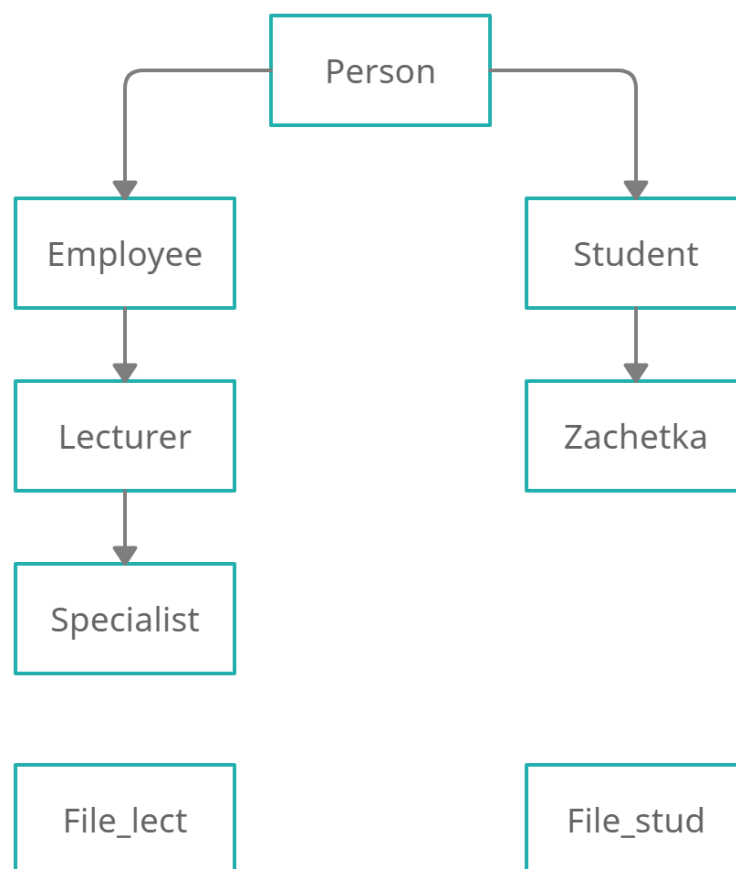 Person
Employee
Student
Lecturer
Zachetka
Specialist
File_lect
File_stud